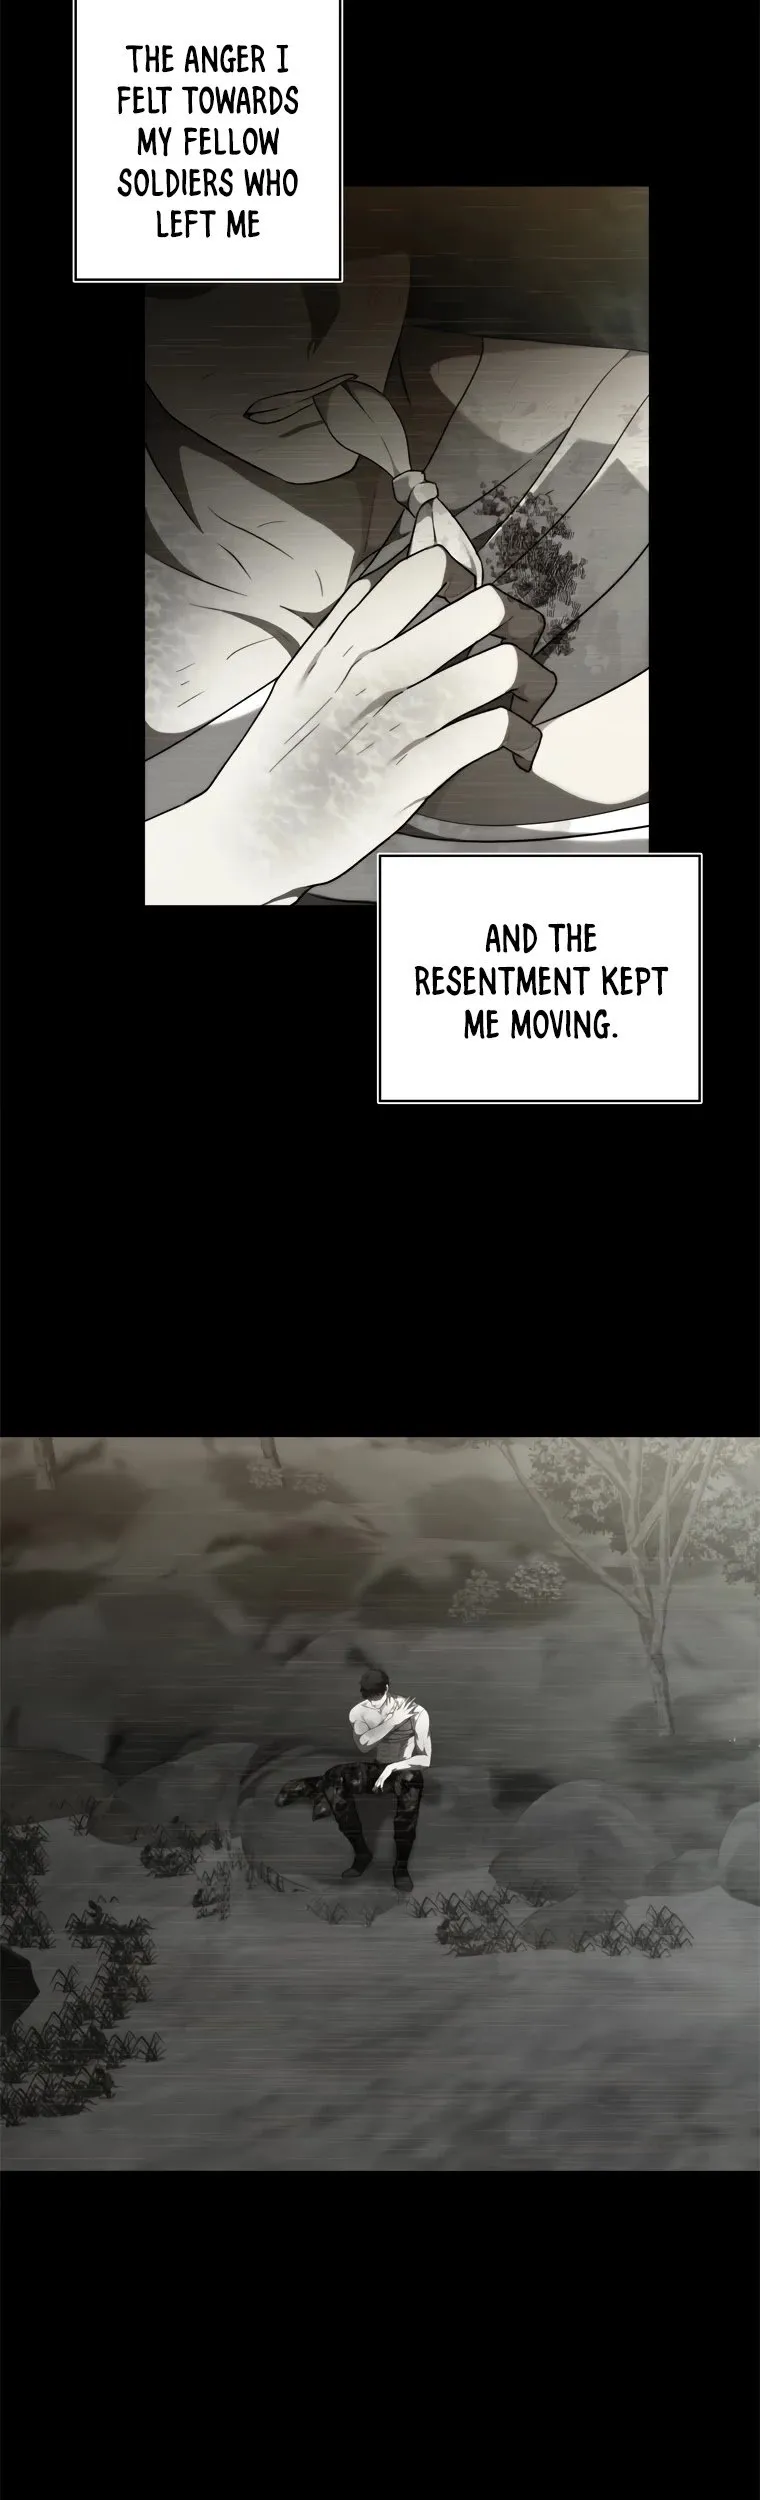 THE ANGER I
FELT TOWARDS
MY FELLOW
SOLDIERS WHO
LEFT ME
AND THE
RESENTMENT KEPT
ME MOVING.